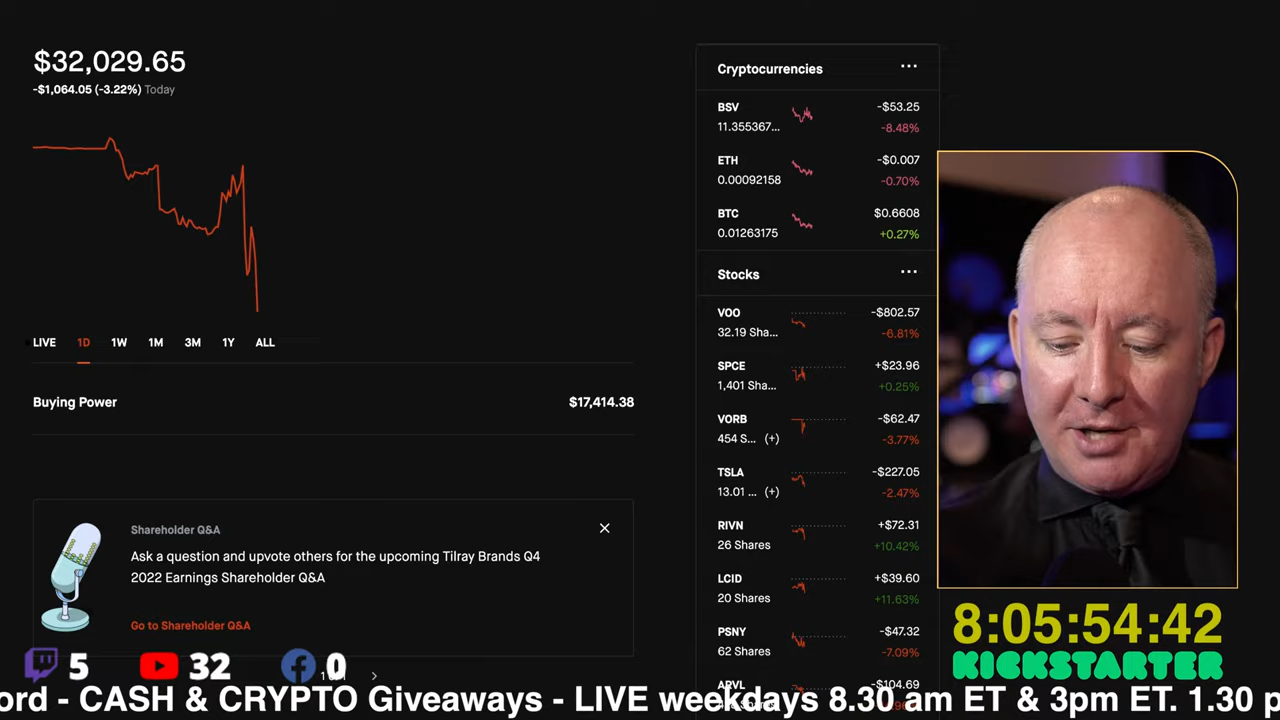 $32,029.65
-$1,064.05 (-3.22%) Today
LIVE 1D 1W 1M 3M 1Y ALL
Buying Power $17,414.38
Shareholder Q&A
Ask a question and upvote others for the upcoming Tilray Brands Q4
2022 Earnings Shareholder Q&A
Go to Shareholder Q&A
Cryptocurrencies
BSV -$53.25
11.355367... -8.48%
ETH -$0.007
0.00092158 -0.70%
BTC $0.6608
0.01263175 +0.27%
Stocks
VOO -$802.57
32.19 Sha... -6.81%
SPCE +$23.96
1,401 Sha... +0.25%
VORB -$62.47
454 S... (+) -3.77%
TSLA -$227.05
13.01 ... (+) -2.47%
RIVN +$72.31
26 Shares +10.42%
LCID +$39.60
20 Shares +11.63%
PSNY -$47.32
62 Shares -7.09%
ARVL -$104.69
8:05:54:42
KICKSTARTER
5 32 0
ord - CASH & CRYPTO Giveaways - LIVE weekdays 8.30 am ET & 3pm ET. 1.30 p